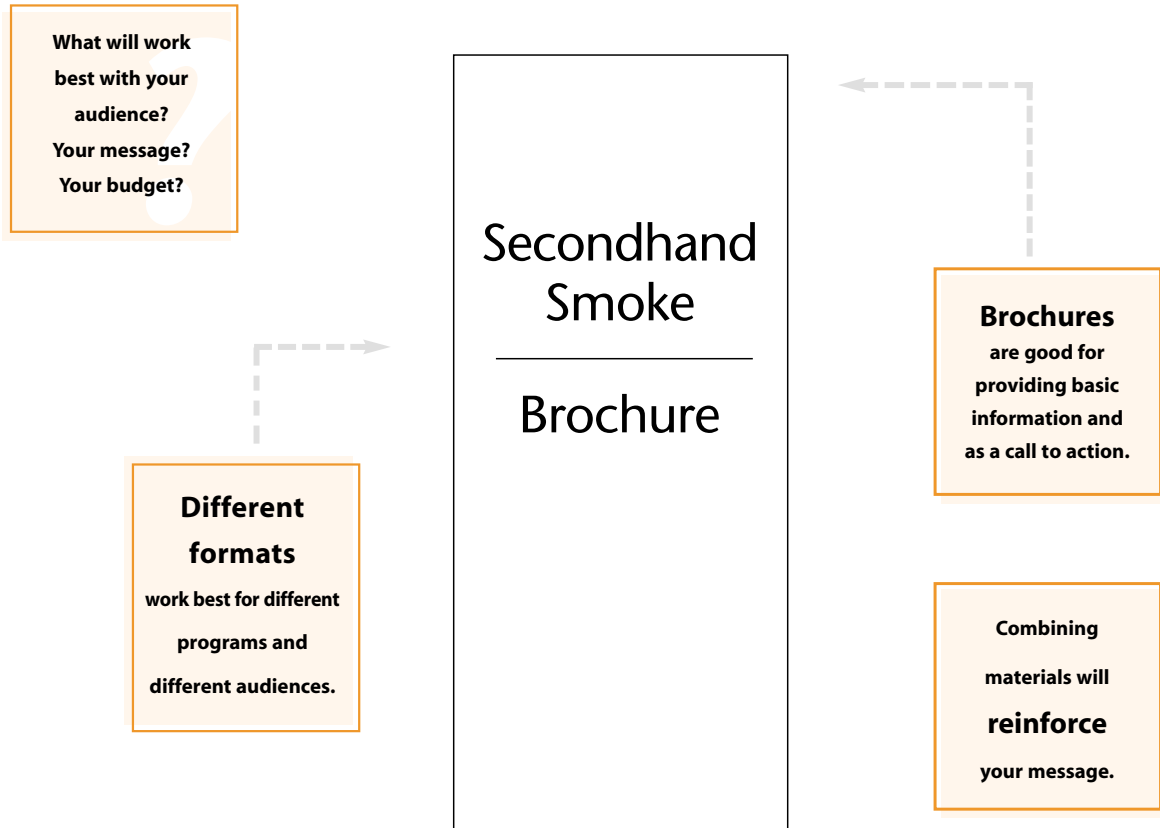 What will work
best with your
audience?
Your message?
Your budget?
?
Secondhand
Smoke
Brochure
Different
formats
work best for different
programs and
different audiences.
Brochures
are good for
providing basic
information and
as a call to action.
Combining
materials will
reinforce
your message.